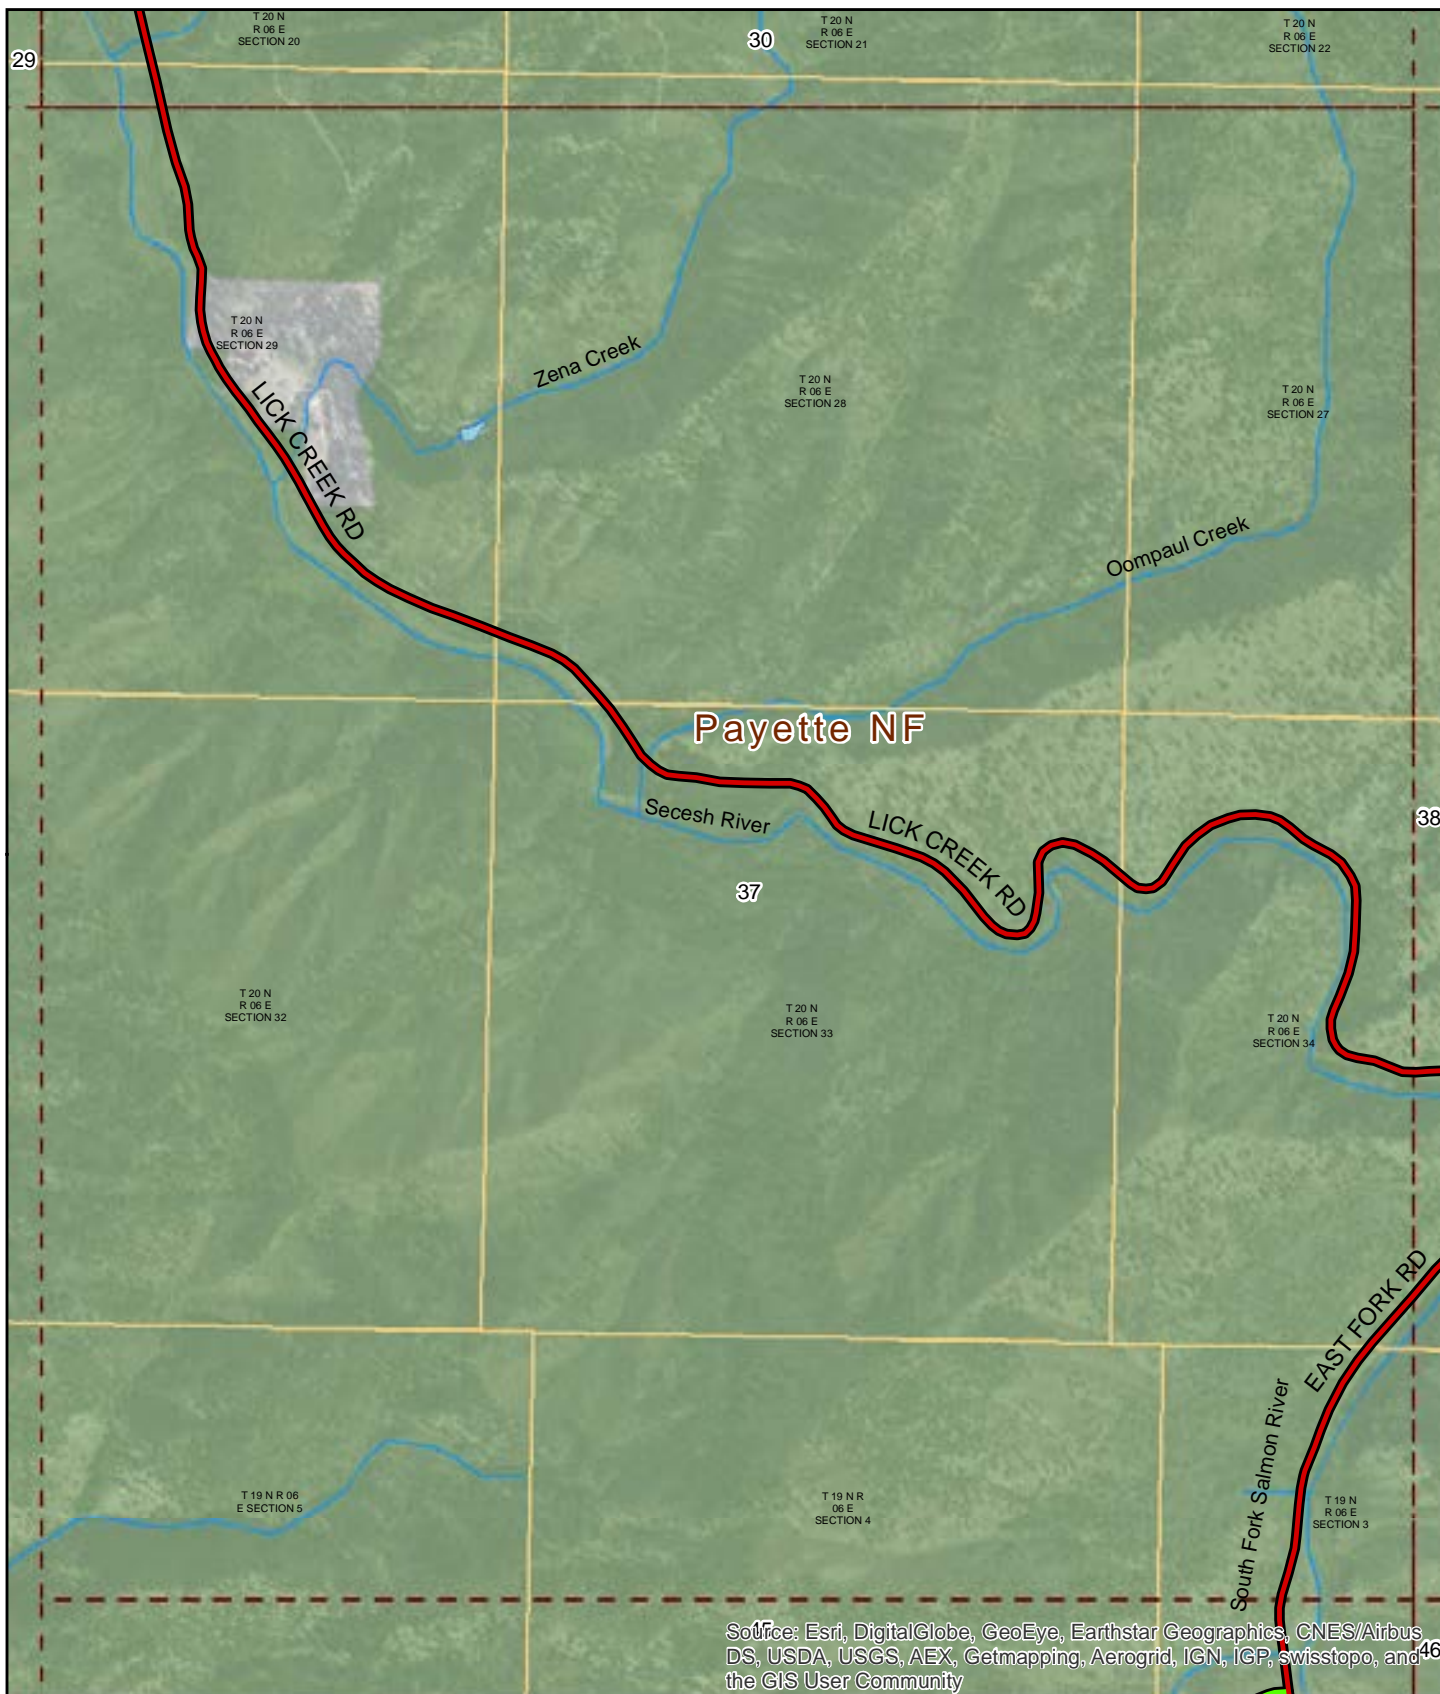 T 20 N
R 06 E
SECTION 20
30
T 20 N
R 06 E
SECTION 21
T 20 N
R 06 E
SECTION 22
29
T 20 N
R 06 E
SECTION 29
Zena Creek
T 20 N
R 06 E
SECTION 28
T 20 N
R 06 E
SECTION 27
LICK CREEK RD
Oompaul Creek
Payette NF
Secesh River
LICK CREEK RD
38
37
T 20 N
R 06 E
SECTION 32
T 20 N
R 06 E
SECTION 33
T 20 N
R 06 E
SECTION 34
EAST FORK RD
South Fork Salmon River
T 19 N R 06
E SECTION 5
T 19 N R
06 E
SECTION 4
T 19 N
R 06 E
SECTION 3
45
46
Source: Esri, DigitalGlobe, GeoEye, Earthstar Geographics, CNES/Airbus
DS, USDA, USGS, AEX, Getmapping, Aerogrid, IGN, IGP, swisstopo, and
the GIS User Community